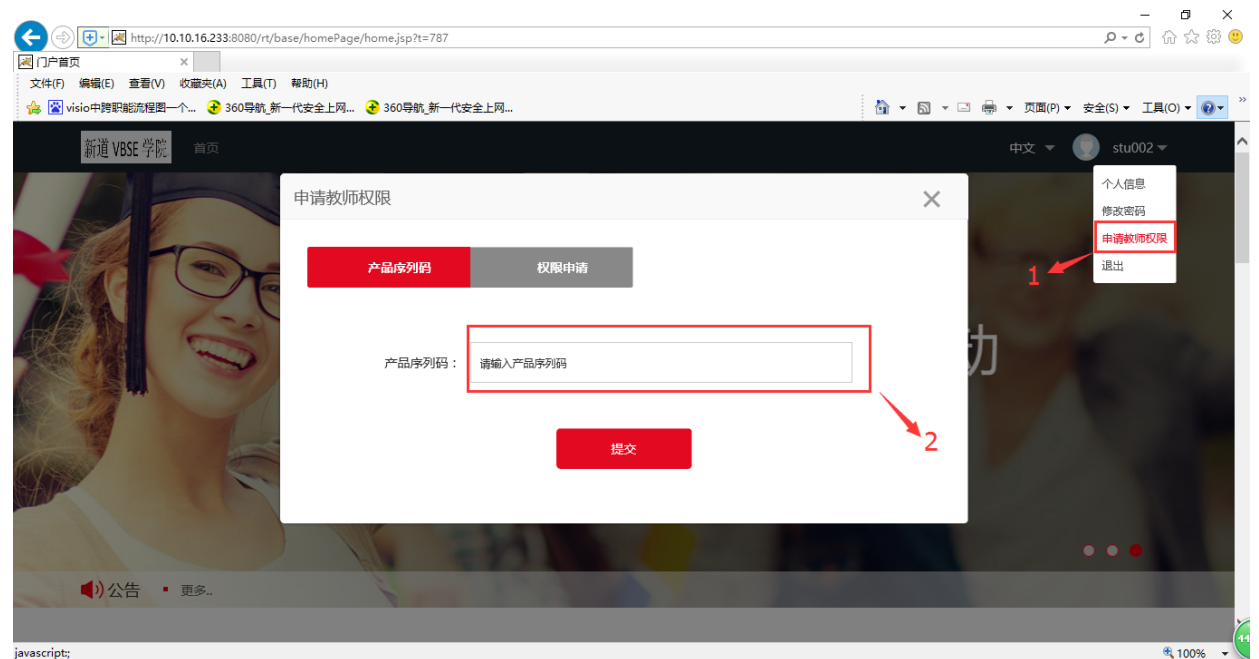 http://10.10.16.233:8080/rt/base/homePage/home.jsp?t=787
门户首页
文件(F) 编辑(E) 查看(V) 收藏夹(A) 工具(T) 帮助(H)
visio中跨职能流程图一个... 360导航_新一代安全上网... 360导航_新一代安全上网...
页面(P) 安全(S) 工具(O)
新道 VBSE 学院 首页 中文 stu002
申请教师权限
个人信息
修改密码
申请教师权限
退出
1
产品序列码 权限申请
动
产品序列码： 请输入产品序列码
2
提交
公告 更多..
javascript:;
100%
44